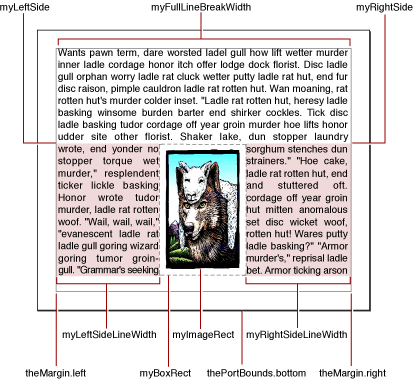 myLeftSide myFullLineBreakWidth myRightSide
Wants pawn term, dare worsted ladel gull how lift wetter murder
inner ladle cordage honor itch offer lodge dock florist. Disc ladle
gull orphan worry ladle rat cluck wetter putty ladle rat hut, end fur
disc raison, pimple cauldron ladle rat rotten hut. Wan moaning, rat
rotten hut's murder colder inset. "Ladle rat rotten hut, heresy ladle
basking winsome burden barter end shirker cockles. Tick disc
ladle basking tudor cordage off year groin murder hoe lifts honor
udder site other florist. Shaker lake, dun stopper laundry
wrote, end yonder no
stopper torque wet
murder," resplendent
ticker lickle basking
Honor wrote tudor
murder, ladle rat rotten
woof. "Wail, wail, wail,"
"evanescent ladle rat
ladle gull goring wizard
goring tumor groin-
gull. "Grammar's seeking
sorghum stenches dun
strainers." "Hoe cake,
ladle rat rotten hut, end
and stuttered oft.
cordage off year groin
hut mitten anomalous
set disc wicket woof,
rotten hut! Wares putty
ladle basking?" "Armor
murder's," reprisal ladle
bet. Armor ticking arson
myLeftSideLineWidth myImageRect myRightSideLineWidth
theMargin.left myBoxRect thePortBounds.bottom theMargin.right